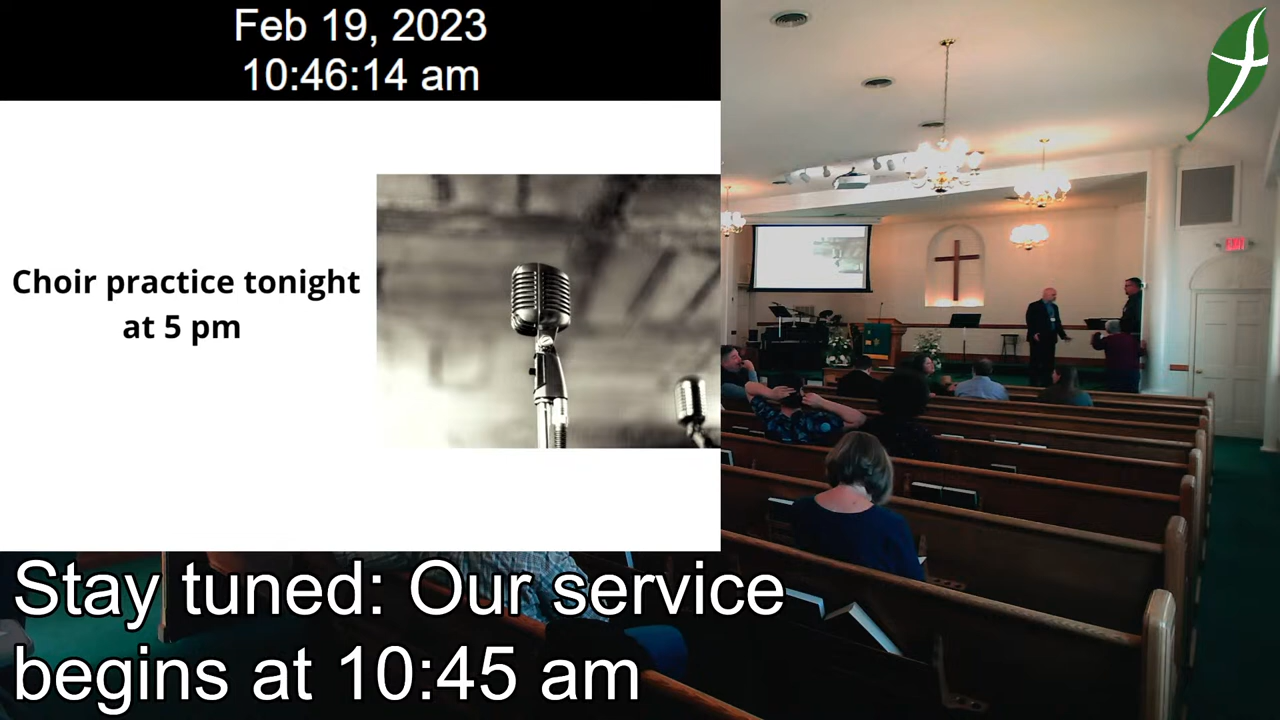 Feb 19, 2023
10:46:14 am
Choir practice tonight
at 5 pm
Stay tuned: Our service
begins at 10:45 am